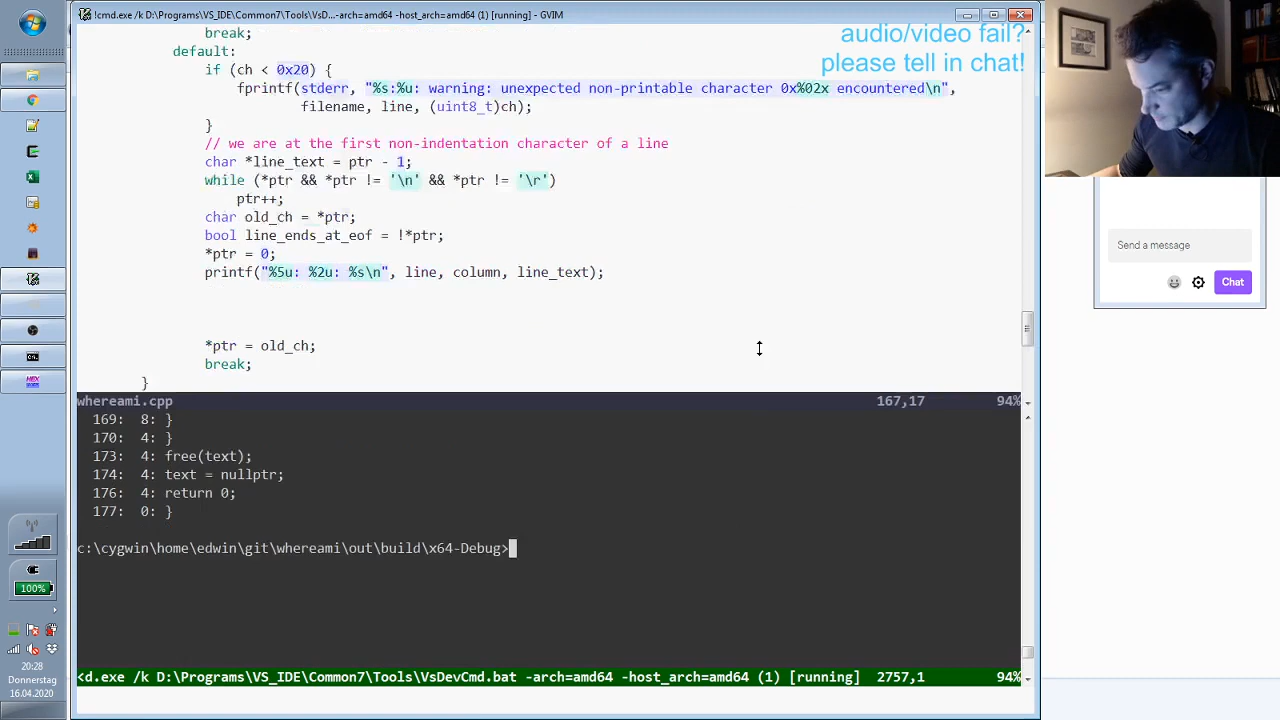 !cmd.exe /k D:\Programs\VS_IDE\Common7\Tools\VsD...-arch=amd64 -host_arch=amd64 (1) [running] - GVIM
audio/video fail?
please tell in chat!
break;
default:
if (ch < 0x20) {
fprintf(stderr, "%s:%u: warning: unexpected non-printable character 0x%02x encountered\n",
filename, line, (uint8_t)ch);
}
// we are at the first non-indentation character of a line
char *line_text = ptr - 1;
while (*ptr && *ptr != '\n' && *ptr != '\r')
ptr++;
char old_ch = *ptr;
bool line_ends_at_eof = !*ptr;
*ptr = 0;
printf("%5u: %2u: %s\n", line, column, line_text);
*ptr = old_ch;
break;
}
whereami.cpp 167,17 94%
169: 8: }
170: 4: }
173: 4: free(text);
174: 4: text = nullptr;
176: 4: return 0;
177: 0: }
c:\cygwin\home\edwin\git\whereami\out\build\x64-Debug>
<d.exe /k D:\Programs\VS_IDE\Common7\Tools\VsDevCmd.bat -arch=amd64 -host_arch=amd64 (1) [running] 2757,1 94%
Send a message
Chat
100%
20:28
Donnerstag
16.04.2020